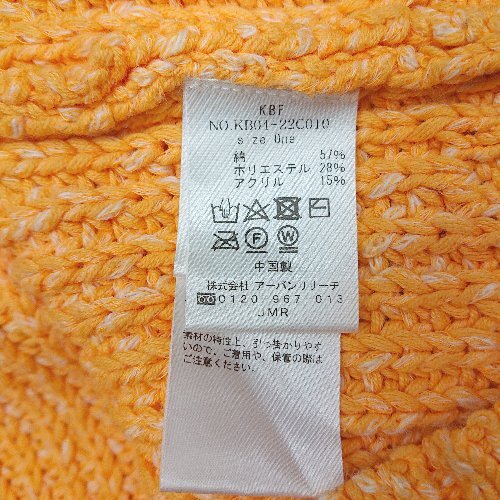 KBF
NO.KB04-22C010
size One
綿 57%
ポリエステル 28%
アクリル 15%
中国製
株式会社 アーバンリサーチ
0120 967 013
JMR
素材の特性上、引っ掛かりやす
いので、ご着用や、保管の際は
ご注意ください。